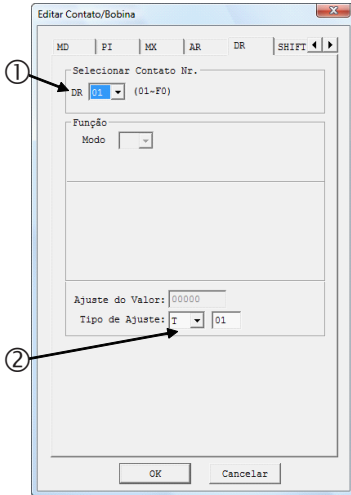 Editar Contato/Bobina
MD PI MX AR DR SHIFT
Selecionar Contato Nr.
① DR 01 (01~F0)
Função
Modo
Ajuste do Valor: 00000
Tipo de Ajuste: T 01
②
OK Cancelar